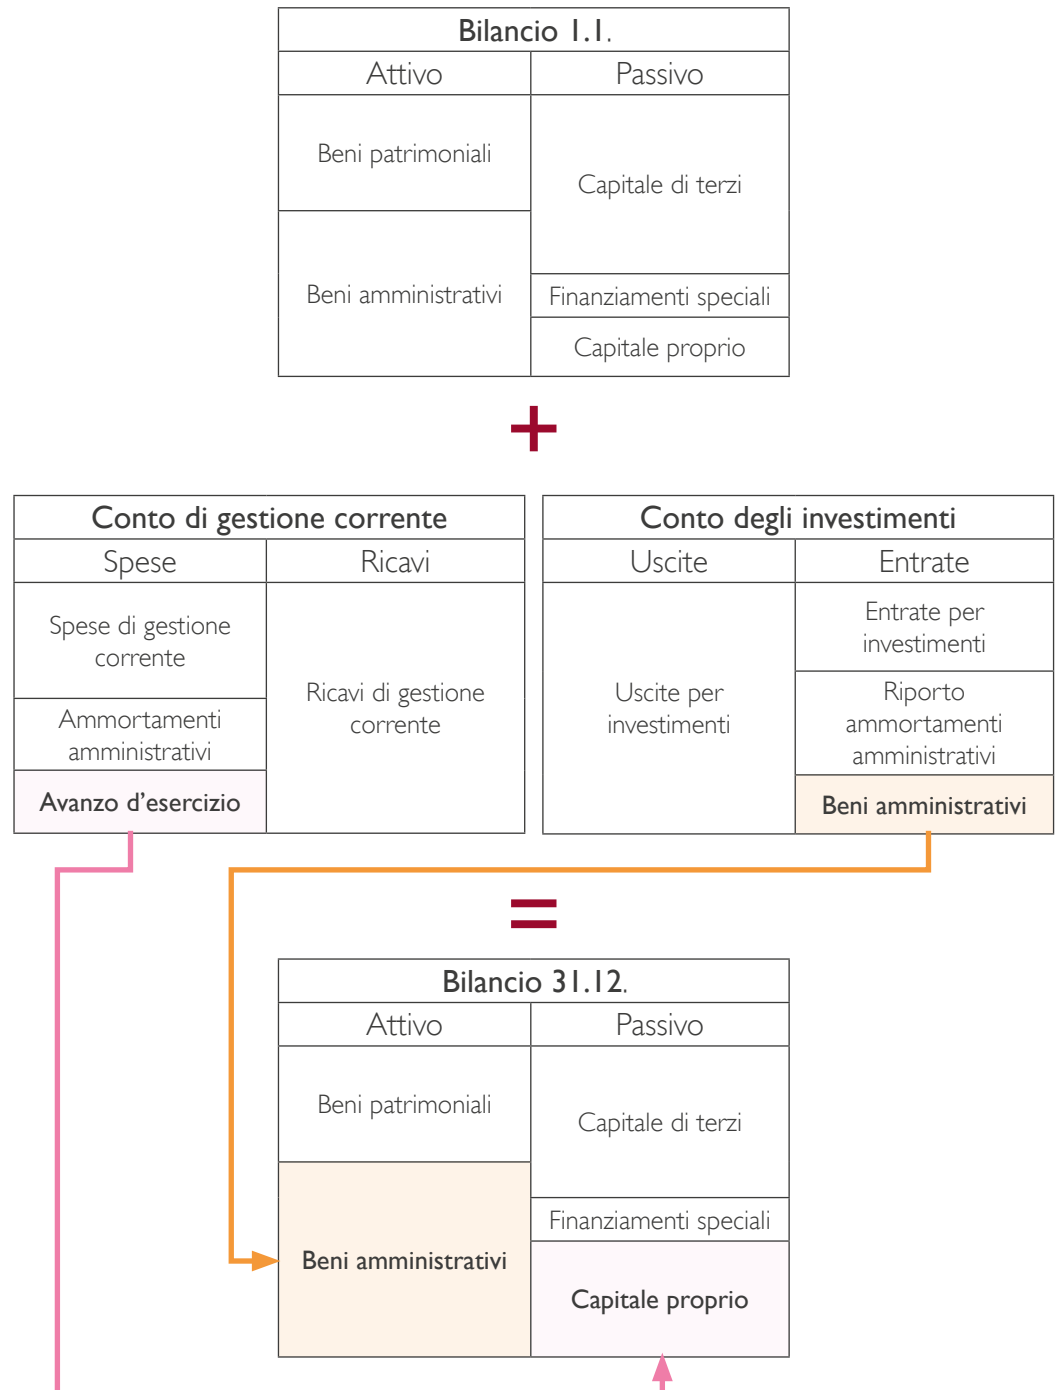 Bilancio 1.1.
Attivo
Passivo
Beni patrimoniali
Capitale di terzi
Beni amministrativi
Finanziamenti speciali
Capitale proprio
+
Conto di gestione corrente
Spese
Ricavi
Spese di gestione
corrente
Ricavi di gestione
corrente
Ammortamenti
amministrativi
Avanzo d'esercizio
Conto degli investimenti
Uscite
Entrate
Uscite per
investimenti
Entrate per
investimenti
Riporto
ammortamenti
amministrativi
Beni amministrativi
=
Bilancio 31.12.
Attivo
Passivo
Beni patrimoniali
Capitale di terzi
Finanziamenti speciali
Beni amministrativi
Capitale proprio